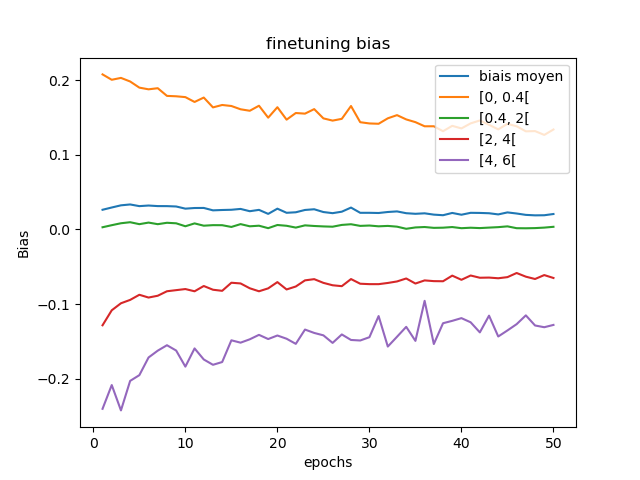 finetuning bias
biais moyen
[0, 0.4[
[0.4, 2[
[2, 4[
[4, 6[
Bias
0.2
0.1
0.0
−0.1
−0.2
0 10 20 30 40 50
epochs